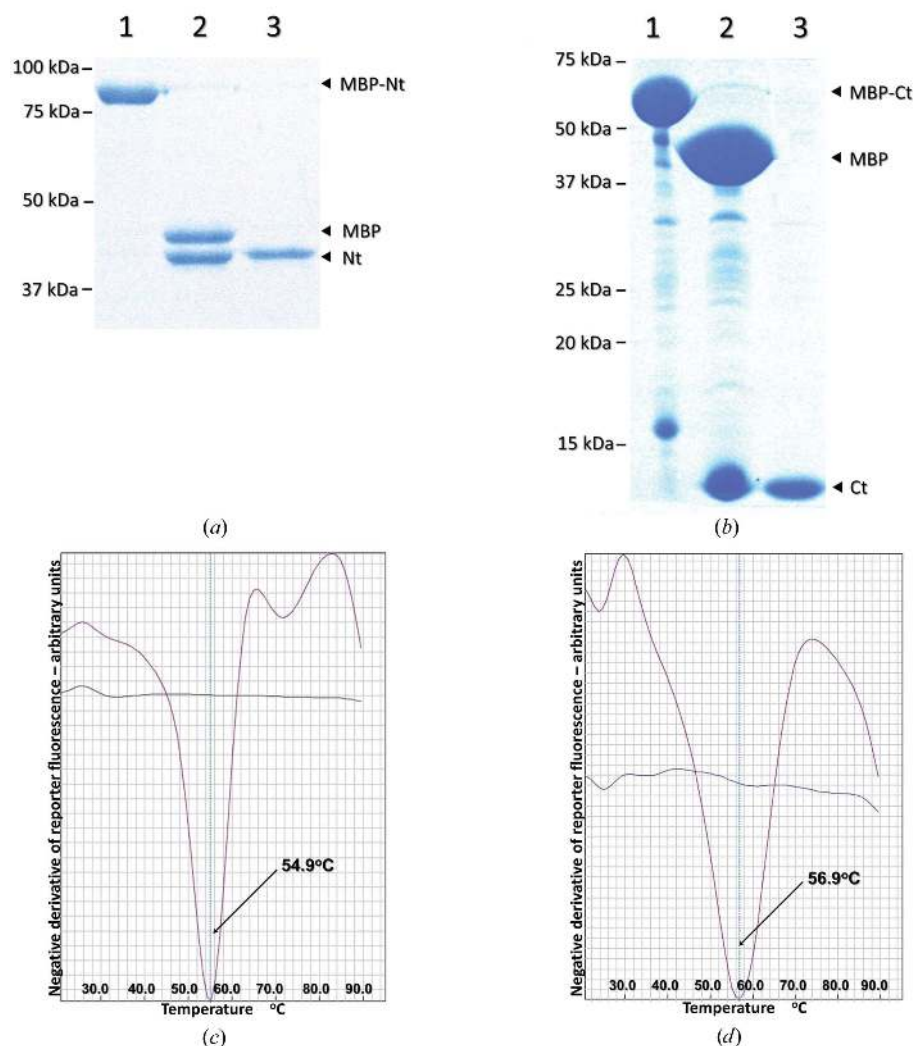 1 2 3
100 kDa
MBP-Nt
75 kDa
50 kDa
MBP
Nt
37 kDa
(a)
1 2 3
75 kDa
MBP-Ct
50 kDa
MBP
37 kDa
25 kDa
20 kDa
15 kDa
Ct
(b)
Negative derivative of reporter fluorescence – arbitrary units
54.9°C
30.0 40.0 50.0 60.0 70.0 80.0 90.0
Temperature °C
(c)
Negative derivative of reporter fluorescence – arbitrary units
56.9°C
30.0 40.0 50.0 60.0 70.0 80.0 90.0
Temperature °C
(d)